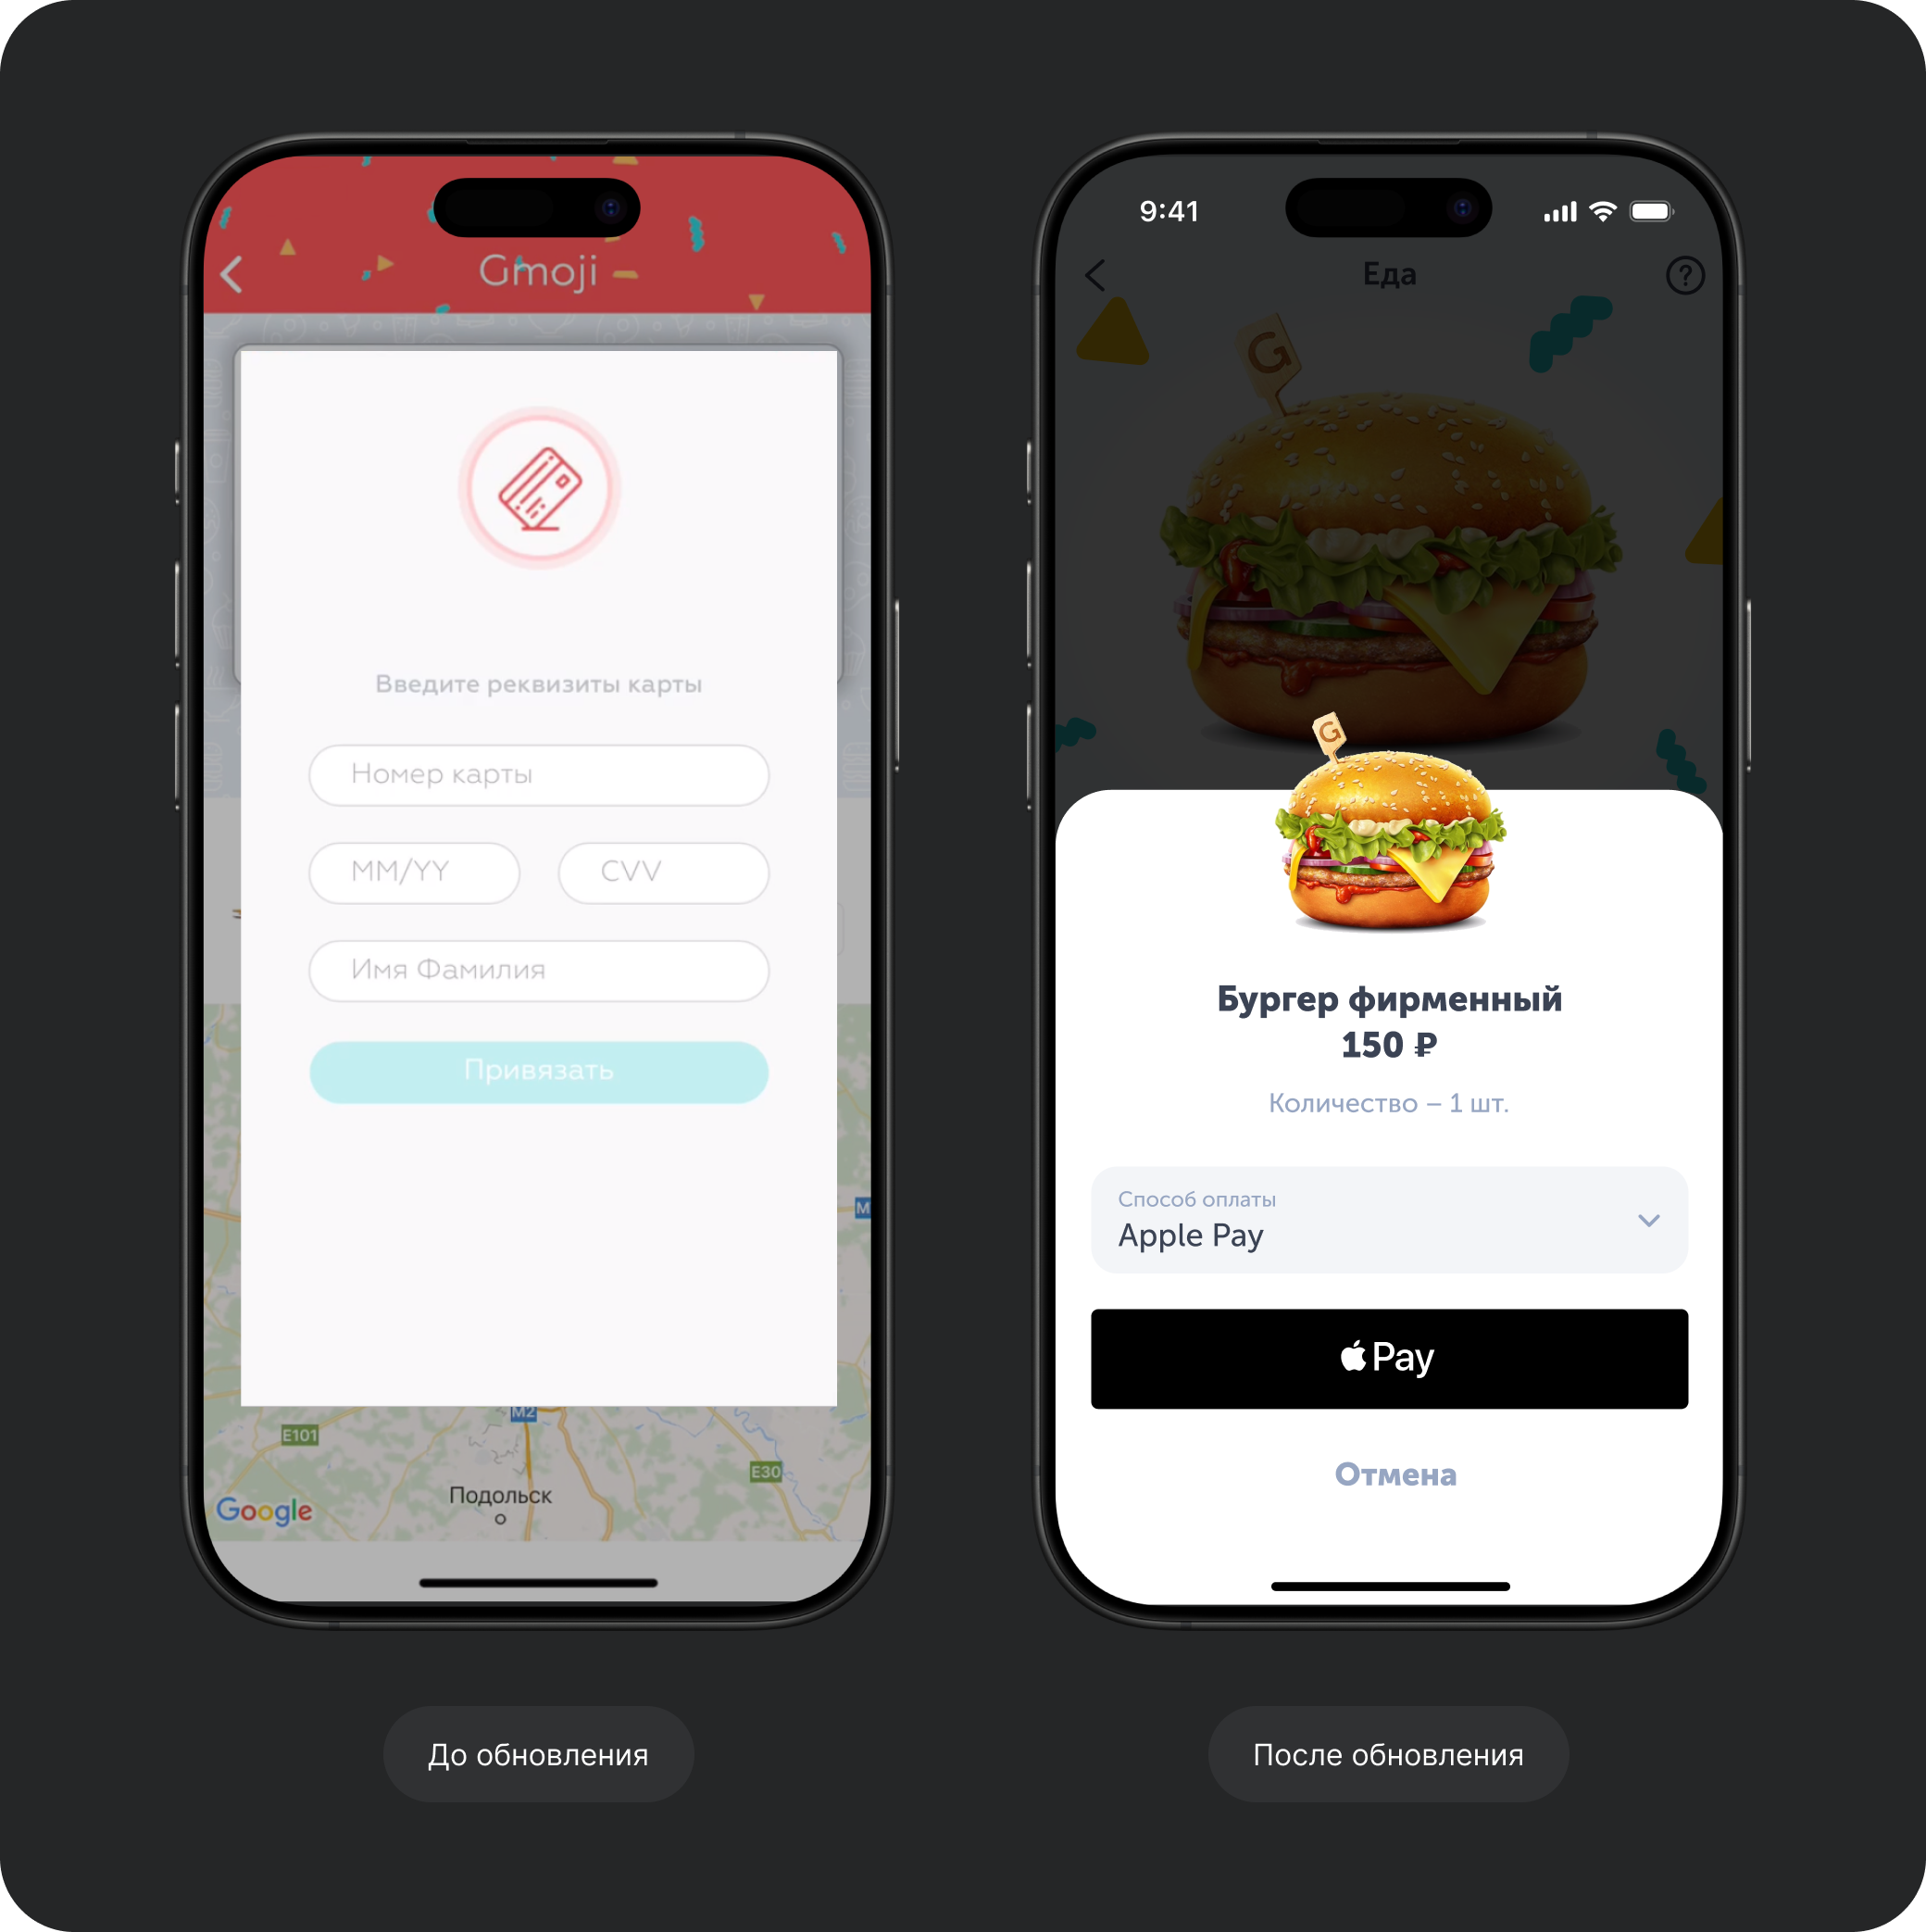 Gmoji
Введите реквизиты карты
Номер карты
MM/YY
CVV
Имя Фамилия
Привязать
M
M2
E101
E30
Подольск
Google
До обновления
9:41
Еда
?
G
G
Бургер фирменный
150 ₽
Количество – 1 шт.
Способ оплаты
Apple Pay
Pay
Отмена
После обновления